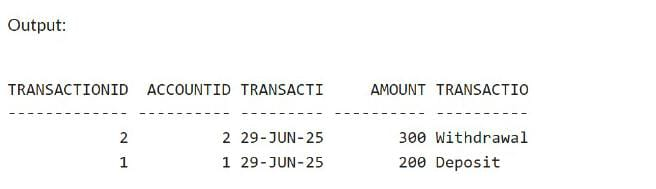 Output:
TRANSACTIONID  ACCOUNTID TRANSACTI     AMOUNT TRANSACTIO
------------- ---------- --------- ---------- ----------
            2          2 29-JUN-25        300 Withdrawal
            1          1 29-JUN-25        200 Deposit